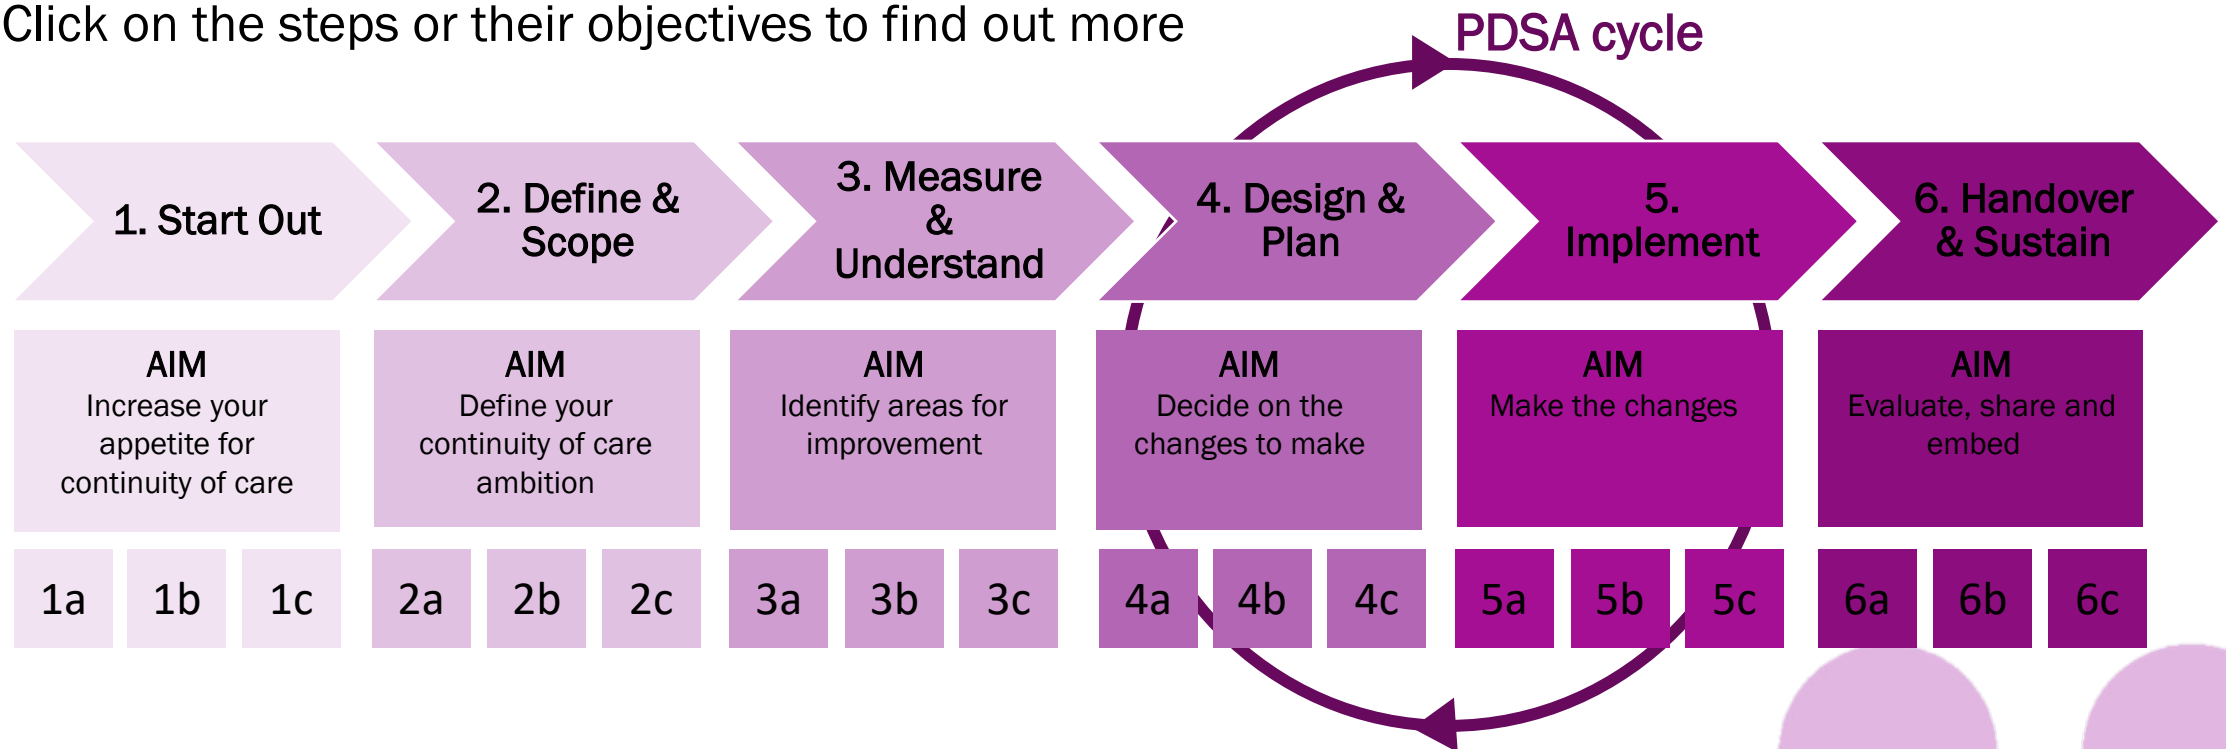 Click on the steps or their objectives to find out more
PDSA cycle
1. Start Out
2. Define &
Scope
3. Measure
&
Understand
4. Design &
Plan
5.
Implement
6. Handover
& Sustain
AIM
Increase your
appetite for
continuity of care
AIM
Define your
continuity of care
ambition
AIM
Identify areas for
improvement
AIM
Decide on the
changes to make
AIM
Make the changes
AIM
Evaluate, share and
embed
1a
1b
1c
2a
2b
2c
3a
3b
3c
4a
4b
4c
5a
5b
5c
6a
6b
6c